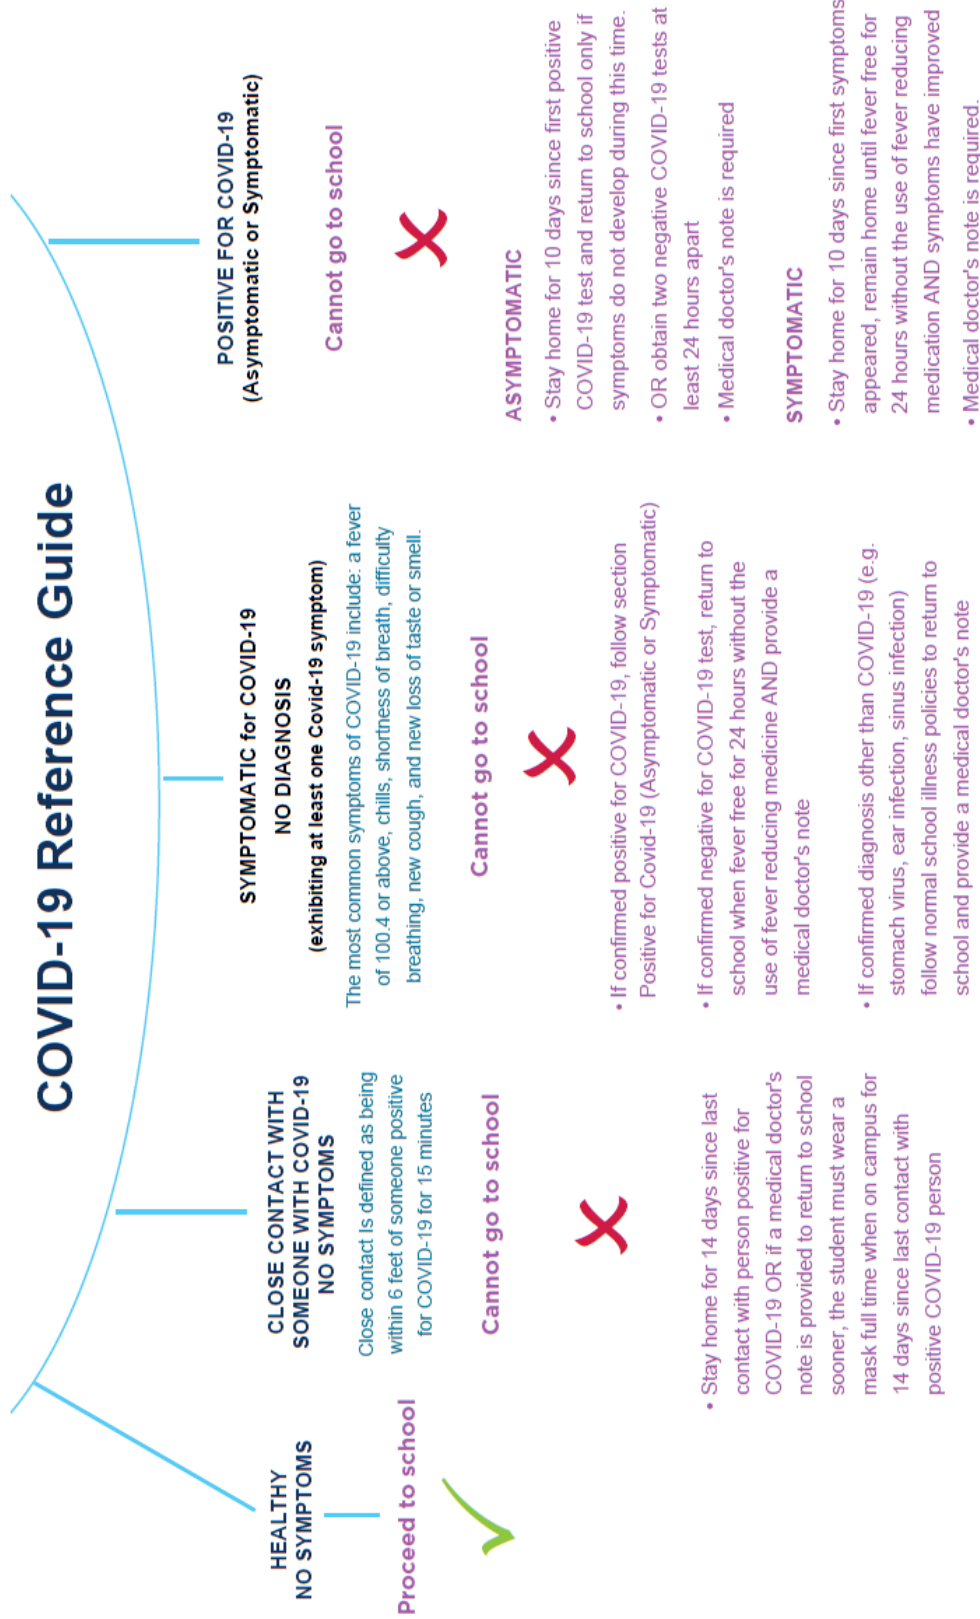 COVID-19 Reference Guide
HEALTHY
NO SYMPTOMS
Proceed to school
CLOSE CONTACT WITH
SOMEONE WITH COVID-19
NO SYMPTOMS
Close contact is defined as being
within 6 feet of someone positive
for COVID-19 for 15 minutes
Cannot go to school
• Stay home for 14 days since last
contact with person positive for
COVID-19 OR if a medical doctor's
note is provided to return to school
sooner, the student must wear a
mask full time when on campus for
14 days since last contact with
positive COVID-19 person
SYMPTOMATIC for COVID-19
NO DIAGNOSIS
(exhibiting at least one Covid-19 symptom)
The most common symptoms of COVID-19 include: a fever
of 100.4 or above, chills, shortness of breath, difficulty
breathing, new cough, and new loss of taste or smell.
Cannot go to school
• If confirmed positive for COVID-19, follow section
Positive for Covid-19 (Asymptomatic or Symptomatic)
• If confirmed negative for COVID-19 test, return to
school when fever free for 24 hours without the
use of fever reducing medicine AND provide a
medical doctor's note
• If confirmed diagnosis other than COVID-19 (e.g.
stomach virus, ear infection, sinus infection)
follow normal school illness policies to return to
school and provide a medical doctor's note
POSITIVE FOR COVID-19
(Asymptomatic or Symptomatic)
Cannot go to school
ASYMPTOMATIC
• Stay home for 10 days since first positive
COVID-19 test and return to school only if
symptoms do not develop during this time.
• OR obtain two negative COVID-19 tests at
least 24 hours apart
• Medical doctor's note is required
SYMPTOMATIC
• Stay home for 10 days since first symptoms
appeared, remain home until fever free for
24 hours without the use of fever reducing
medication AND symptoms have improved
• Medical doctor's note is required.